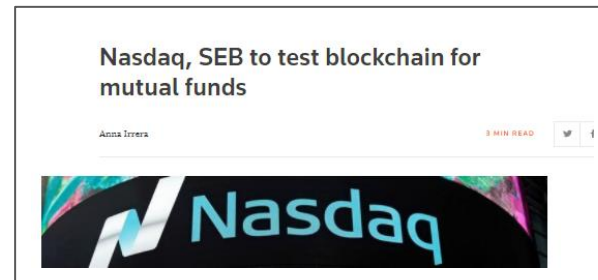 Nasdaq, SEB to test blockchain for
mutual funds
Anna Irrera
3 MIN READ
Nasdaq